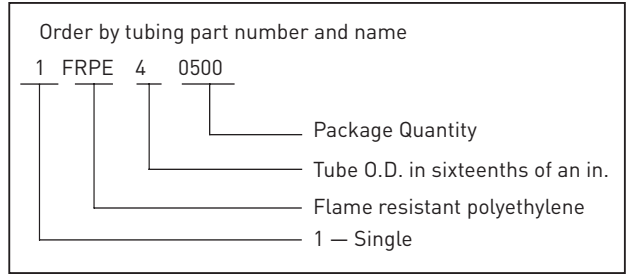 Order by tubing part number and name
1 FRPE 4 0500
Package Quantity
Tube O.D. in sixteenths of an in.
Flame resistant polyethylene
1 — Single